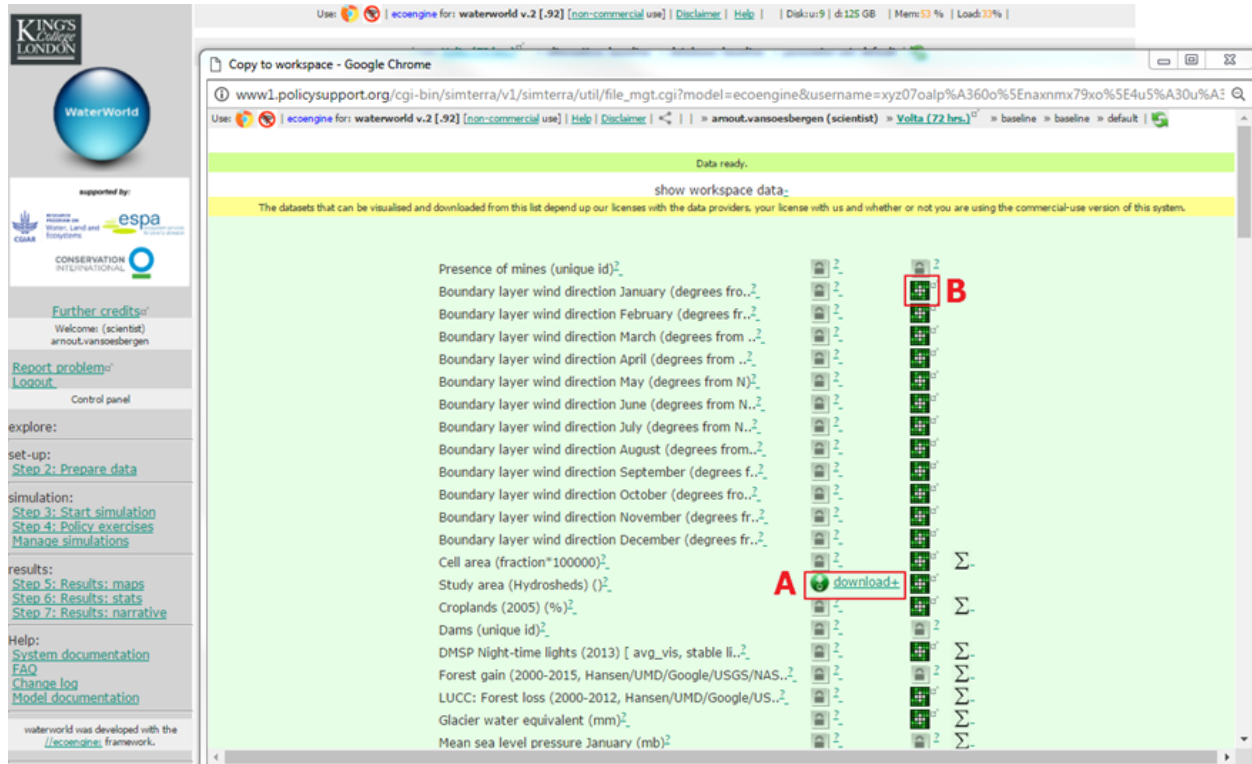 Use: | ecoengine for: waterworld v.2 [.92] [non-commercial use] | Disclaimer | Help | | Disk:u:9 | d:125 GB | Mem:53 % | Load:33% |
KING'S
College
LONDON
WaterWorld
supported by:
CGIAR
RESEARCH PROGRAM ON
Water, Land and
Ecosystems
espa
CONSERVATION
INTERNATIONAL
Further credits
Welcome: (scientist)
arnout.vansoesbergen
Report problem
Logout
Control panel
explore:
set-up:
Step 2: Prepare data
simulation:
Step 3: Start simulation
Step 4: Policy exercises
Manage simulations
results:
Step 5: Results: maps
Step 6: Results: stats
Step 7: Results: narrative
Help:
System documentation
FAQ
Change log
Model documentation
waterworld was developed with the
//ecoengine: framework.
Copy to workspace - Google Chrome
www1.policysupport.org/cgi-bin/simterra/v1/simterra/util/file_mgt.cgi?model=ecoengine&username=xyz07oalp%A360o%5Enaxnmx79xo%5E4u5%A30u%A3
Use: | ecoengine for: waterworld v.2 [.92] [non-commercial use] | Help | Disclaimer | | | » arnout.vansoesbergen (scientist) » Volta (72 hrs.) » baseline » baseline » default |
Data ready.
show workspace data-
The datasets that can be visualised and downloaded from this list depend up our licenses with the data providers, your license with us and whether or not you are using the commercial-use version of this system.
Presence of mines (unique id)? ? ?
Boundary layer wind direction January (degrees fro..? ? B
Boundary layer wind direction February (degrees fr..? ?
Boundary layer wind direction March (degrees from ..? ?
Boundary layer wind direction April (degrees from ..? ?
Boundary layer wind direction May (degrees from N)? ?
Boundary layer wind direction June (degrees from N..? ?
Boundary layer wind direction July (degrees from N..? ?
Boundary layer wind direction August (degrees from..? ?
Boundary layer wind direction September (degrees f..? ?
Boundary layer wind direction October (degrees fro..? ?
Boundary layer wind direction November (degrees fr..? ?
Boundary layer wind direction December (degrees fr..? ?
Cell area (fraction*100000)? ? Σ
Study area (Hydrosheds) ()? A download+
Croplands (2005) (%)? ? Σ
Dams (unique id)? ? ?
DMSP Night-time lights (2013) [ avg_vis, stable li..? ? Σ
Forest gain (2000-2015, Hansen/UMD/Google/USGS/NAS..? ? ? Σ
LUCC: Forest loss (2000-2012, Hansen/UMD/Google/US..? ? Σ
Glacier water equivalent (mm)? ? Σ
Mean sea level pressure January (mb)? ? ? Σ